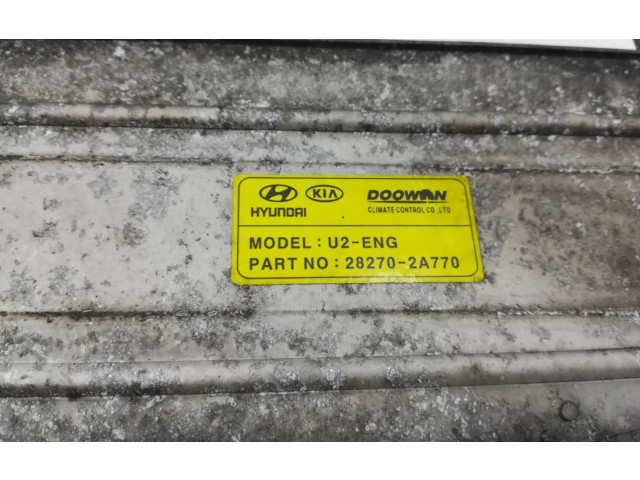 HYUNDAI KIA DOOWON
CLIMATE CONTROL CO., LTD
MODEL : U2-ENG
PART NO : 28270-2A770